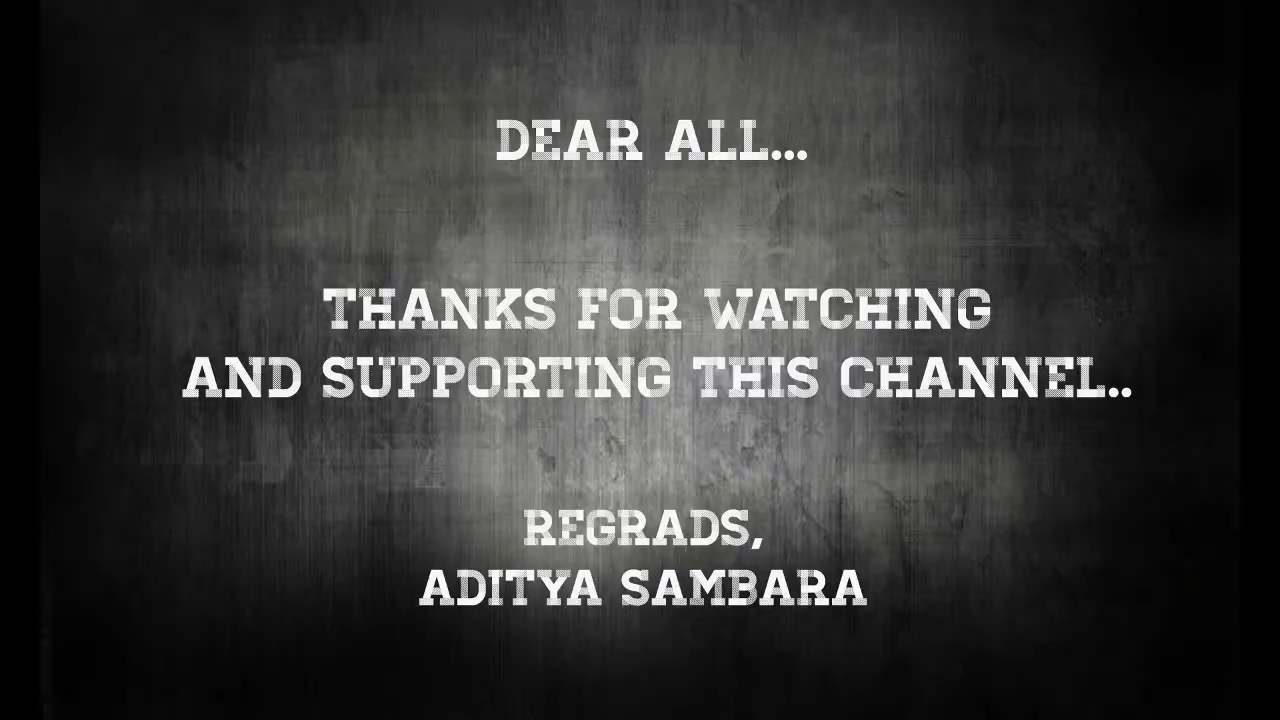 DEAR ALL...
THANKS FOR WATCHING
AND SUPPORTING THIS CHANNEL..
REGRADS,
ADITYA SAMBARA